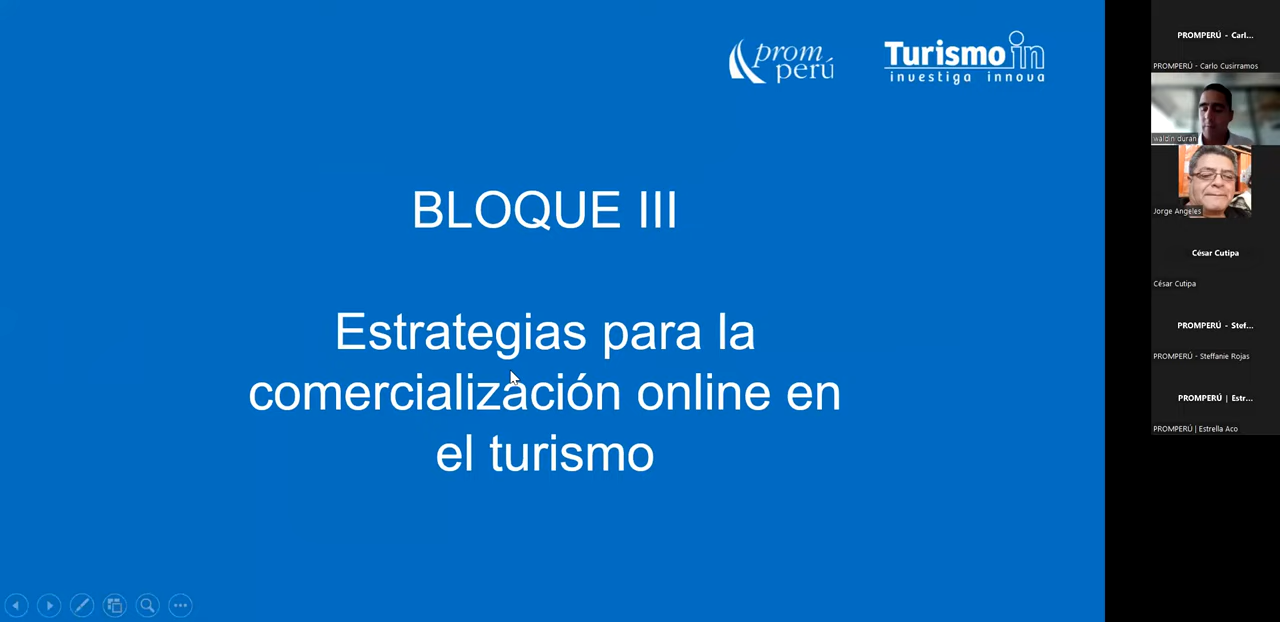 prom
perú
Turismo in
investiga innova
BLOQUE III
Estrategias para la
comercialización online en
el turismo
PROMPERÚ - Carl...
PROMPERÚ - Carlo Cusirramos
waldin duran
Jorge Angeles
César Cutipa
César Cutipa
PROMPERÚ - Stef...
PROMPERÚ - Steffanie Rojas
PROMPERÚ | Estr...
PROMPERÚ | Estrella Aco